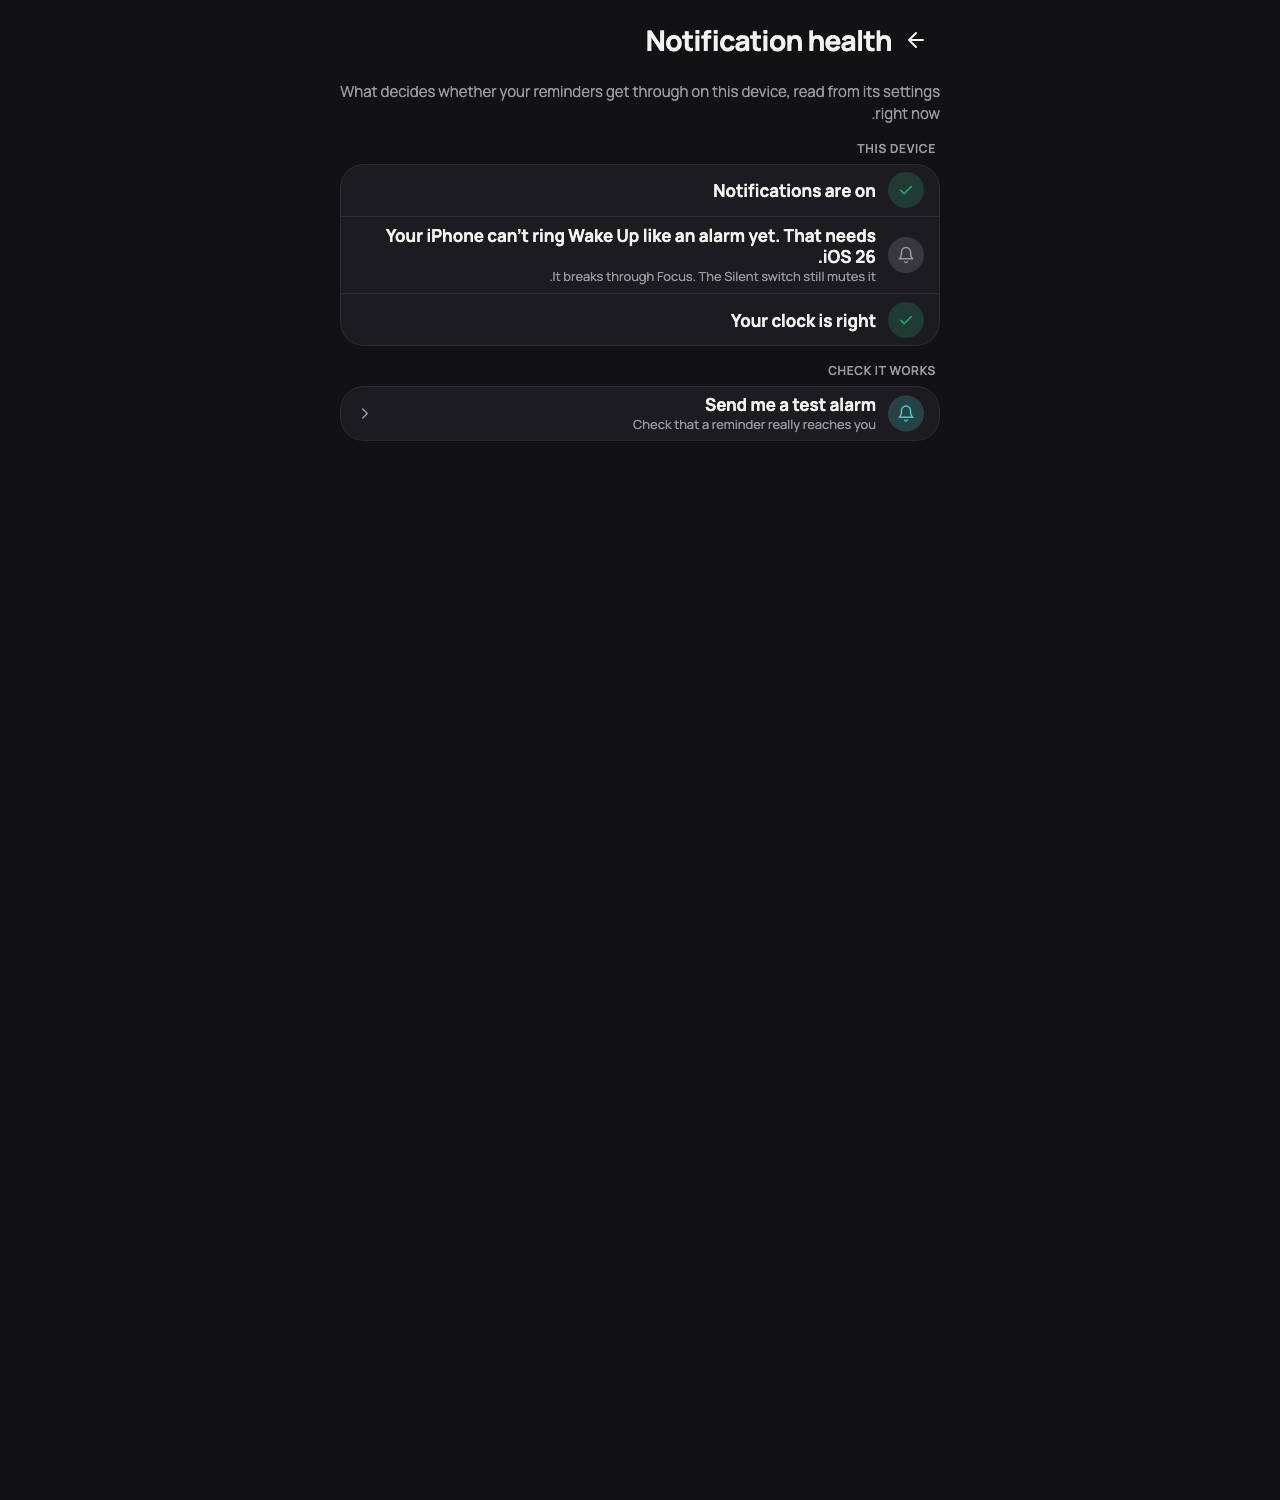 Notification health
What decides whether your reminders get through on this device, read from its settings
.right now
THIS DEVICE
Notifications are on
Your iPhone can't ring Wake Up like an alarm yet. That needs
.iOS 26
.It breaks through Focus. The Silent switch still mutes it
Your clock is right
CHECK IT WORKS
Send me a test alarm
Check that a reminder really reaches you